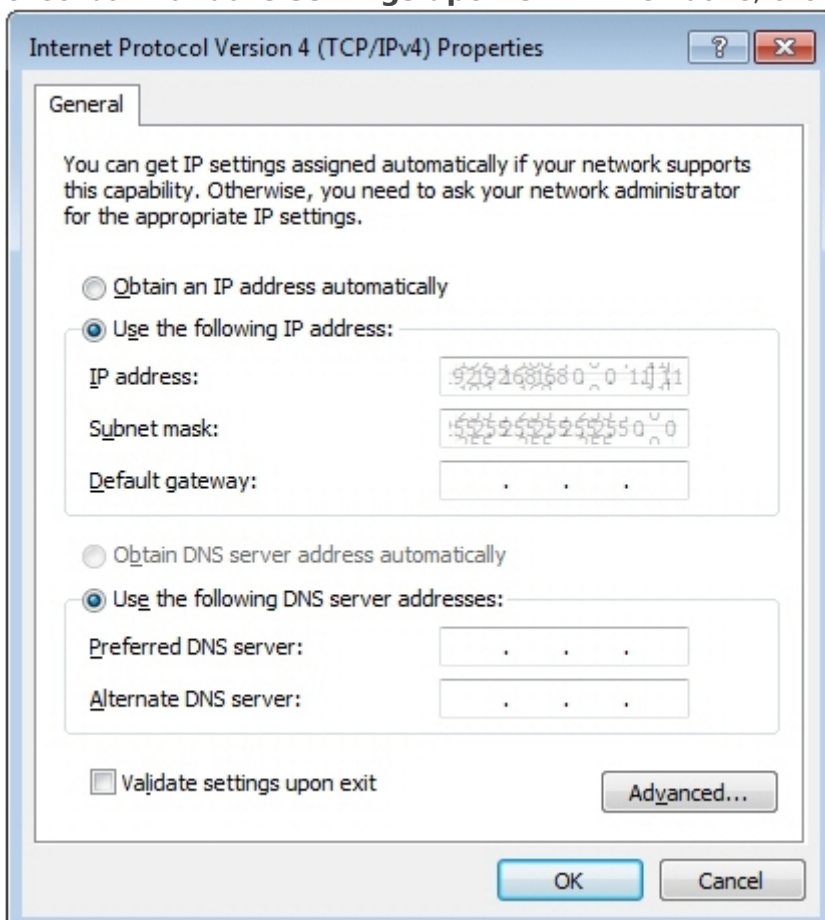 Internet Protocol Version 4 (TCP/IPv4) Properties
General
You can get IP settings assigned automatically if your network supports
this capability. Otherwise, you need to ask your network administrator
for the appropriate IP settings.
Obtain an IP address automatically
Use the following IP address:
IP address:
Subnet mask:
Default gateway: . . .
Obtain DNS server address automatically
Use the following DNS server addresses:
Preferred DNS server: . . .
Alternate DNS server: . . .
Validate settings upon exit
Advanced...
OK Cancel